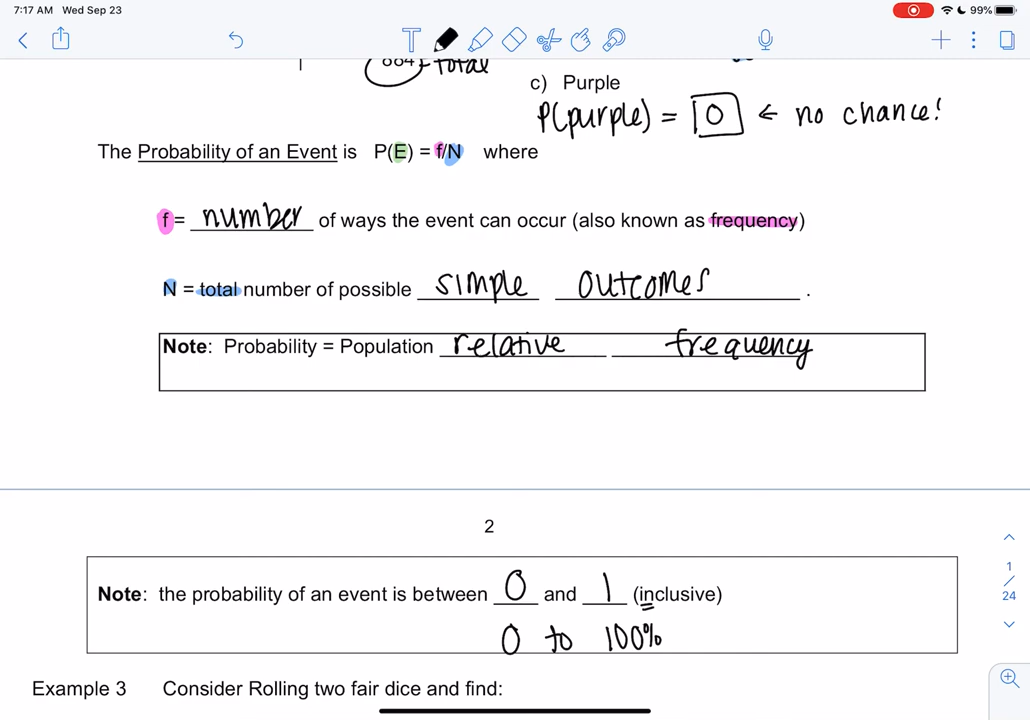 7:17 AM Wed Sep 23
99%
total
c) Purple
P(purple) = 0 ← no chance!
The Probability of an Event is P(E) = f/N where
f = number of ways the event can occur (also known as frequency)
N = total number of possible simple outcomes .
Note: Probability = Population relative frequency
2
Note: the probability of an event is between 0 and 1 (inclusive)
0 to 100%
1
/
24
Example 3 Consider Rolling two fair dice and find: